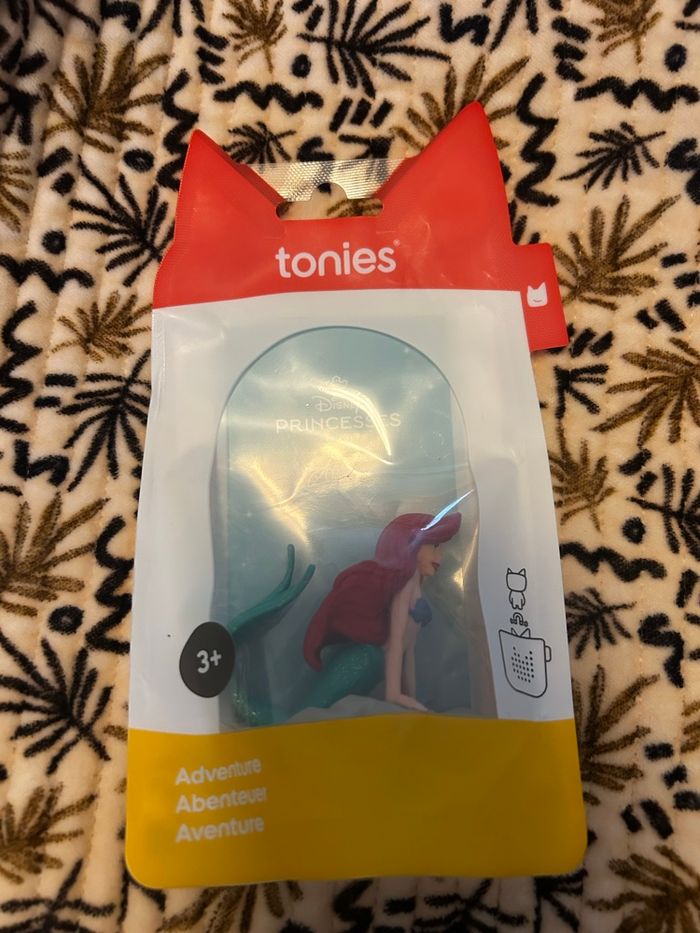 tonies®
Disney
PRINCESSES
3+
Adventure
Abenteuer
Aventure